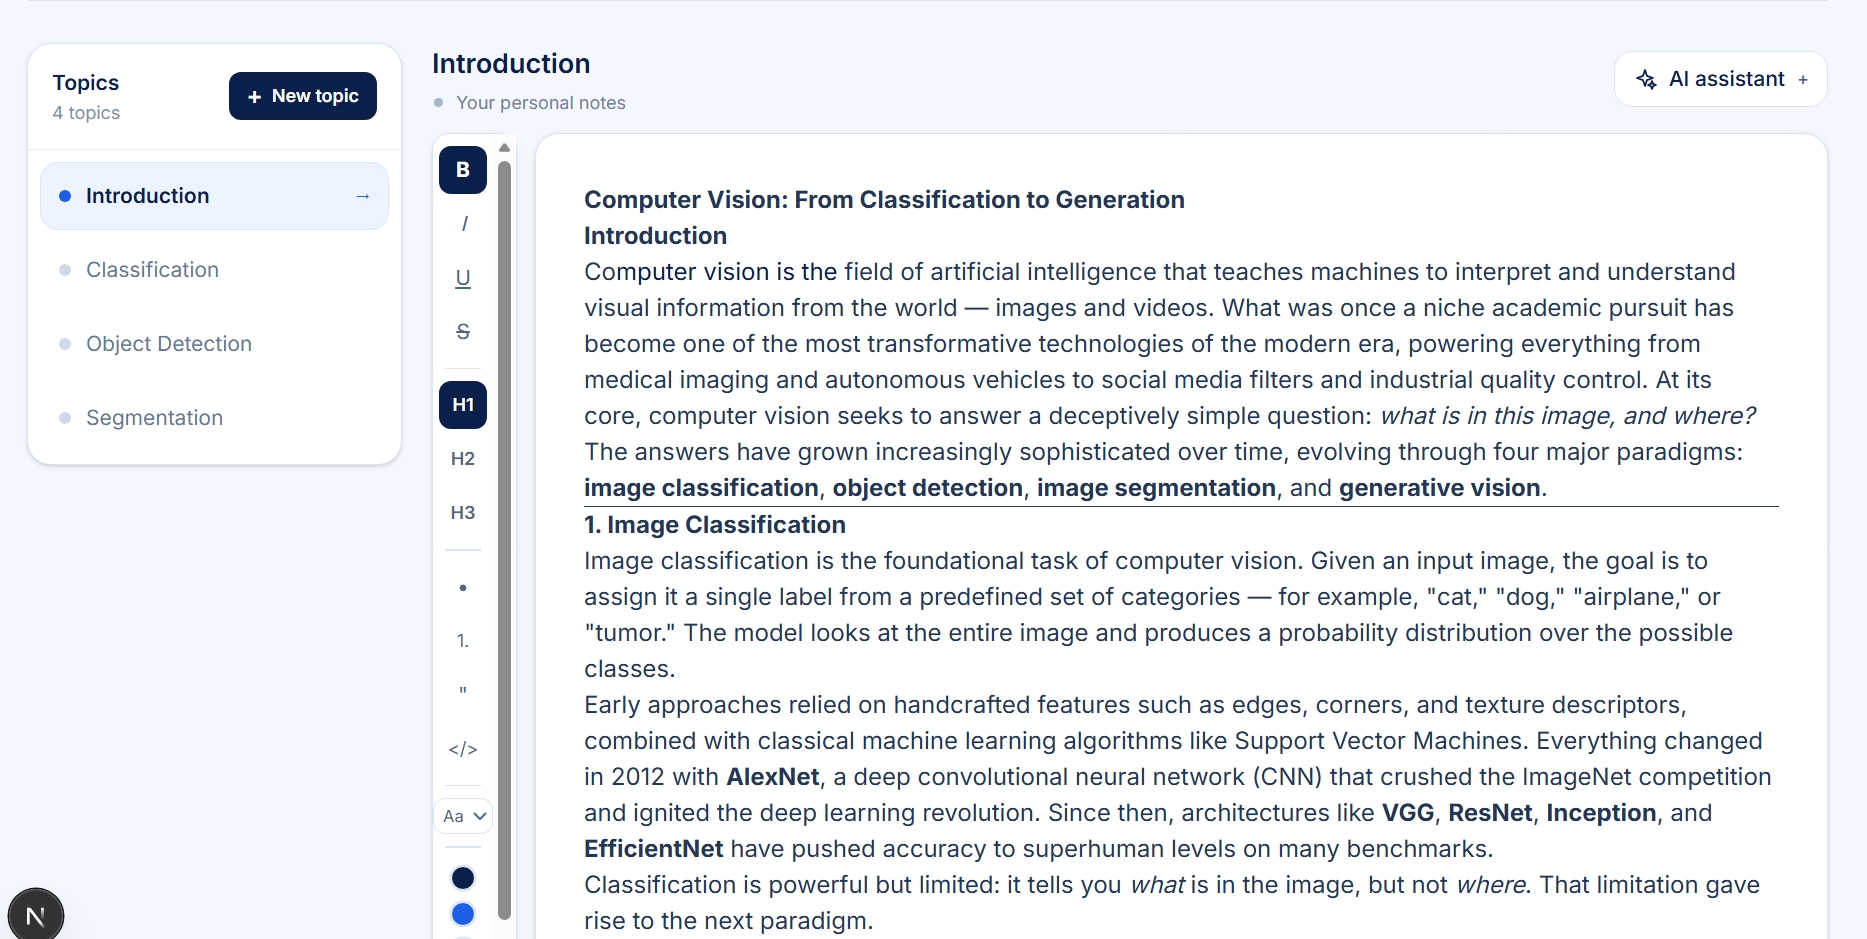 Topics
4 topics
+ New topic
Introduction →
Classification
Object Detection
Segmentation
Introduction
Your personal notes
AI assistant +
B
I
U
S
H1
H2
H3
•
1.
"
</>
Aa
Computer Vision: From Classification to Generation
Introduction
Computer vision is the field of artificial intelligence that teaches machines to interpret and understand
visual information from the world — images and videos. What was once a niche academic pursuit has
become one of the most transformative technologies of the modern era, powering everything from
medical imaging and autonomous vehicles to social media filters and industrial quality control. At its
core, computer vision seeks to answer a deceptively simple question: what is in this image, and where?
The answers have grown increasingly sophisticated over time, evolving through four major paradigms:
image classification, object detection, image segmentation, and generative vision.
1. Image Classification
Image classification is the foundational task of computer vision. Given an input image, the goal is to
assign it a single label from a predefined set of categories — for example, "cat," "dog," "airplane," or
"tumor." The model looks at the entire image and produces a probability distribution over the possible
classes.
Early approaches relied on handcrafted features such as edges, corners, and texture descriptors,
combined with classical machine learning algorithms like Support Vector Machines. Everything changed
in 2012 with AlexNet, a deep convolutional neural network (CNN) that crushed the ImageNet competition
and ignited the deep learning revolution. Since then, architectures like VGG, ResNet, Inception, and
EfficientNet have pushed accuracy to superhuman levels on many benchmarks.
Classification is powerful but limited: it tells you what is in the image, but not where. That limitation gave
rise to the next paradigm.
N